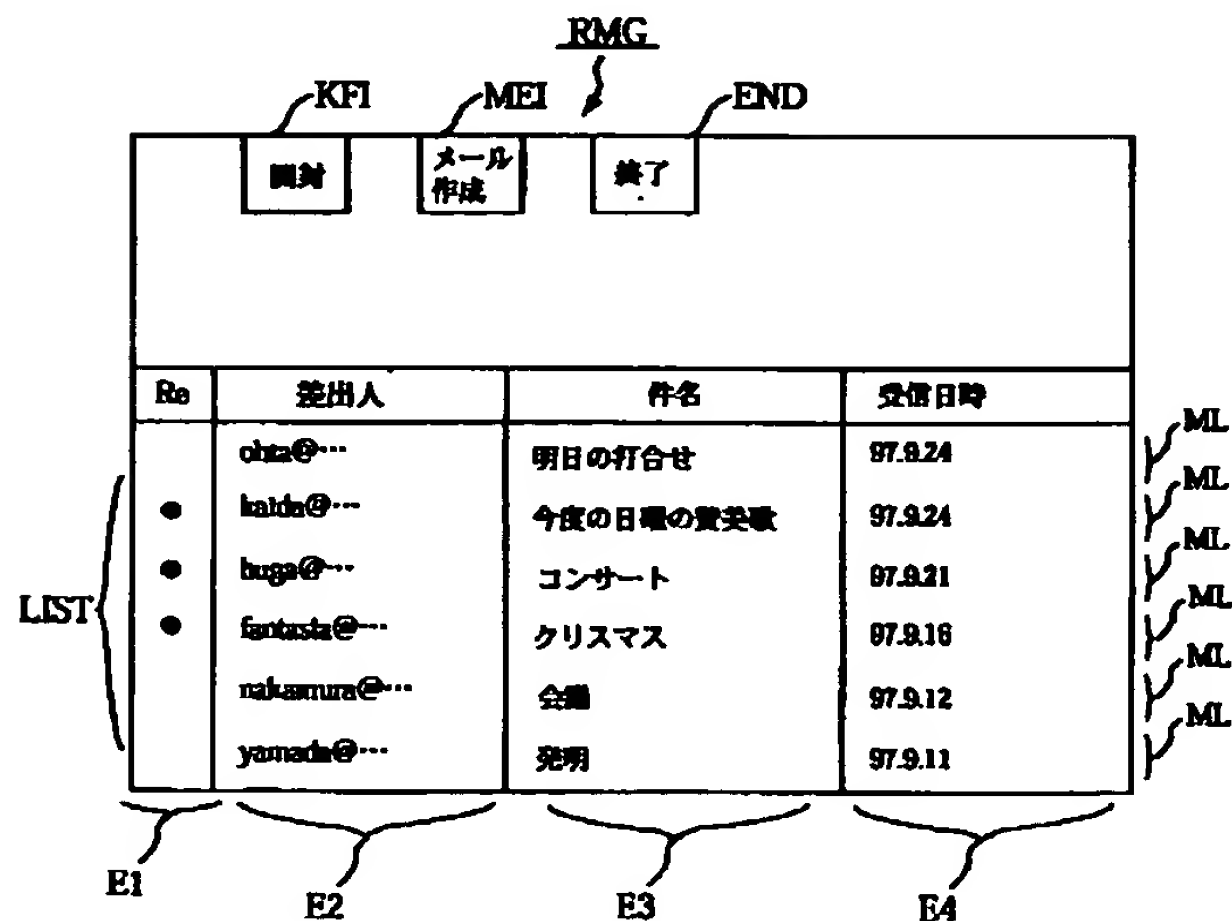 RMG
KFI MEI END
開封 メール 終了
作成
Re 差出人 件名 受信日時
ohta@… 明日の打合せ 97.9.24 ML
● kaida@… 今度の日曜の賛美歌 97.9.24 ML
● huga@… コンサート 97.9.21 ML
LIST
● fantasia@… クリスマス 97.9.16 ML
nakamura@… 会議 97.9.12 ML
yamada@… 発明 97.9.11 ML
E1 E2 E3 E4